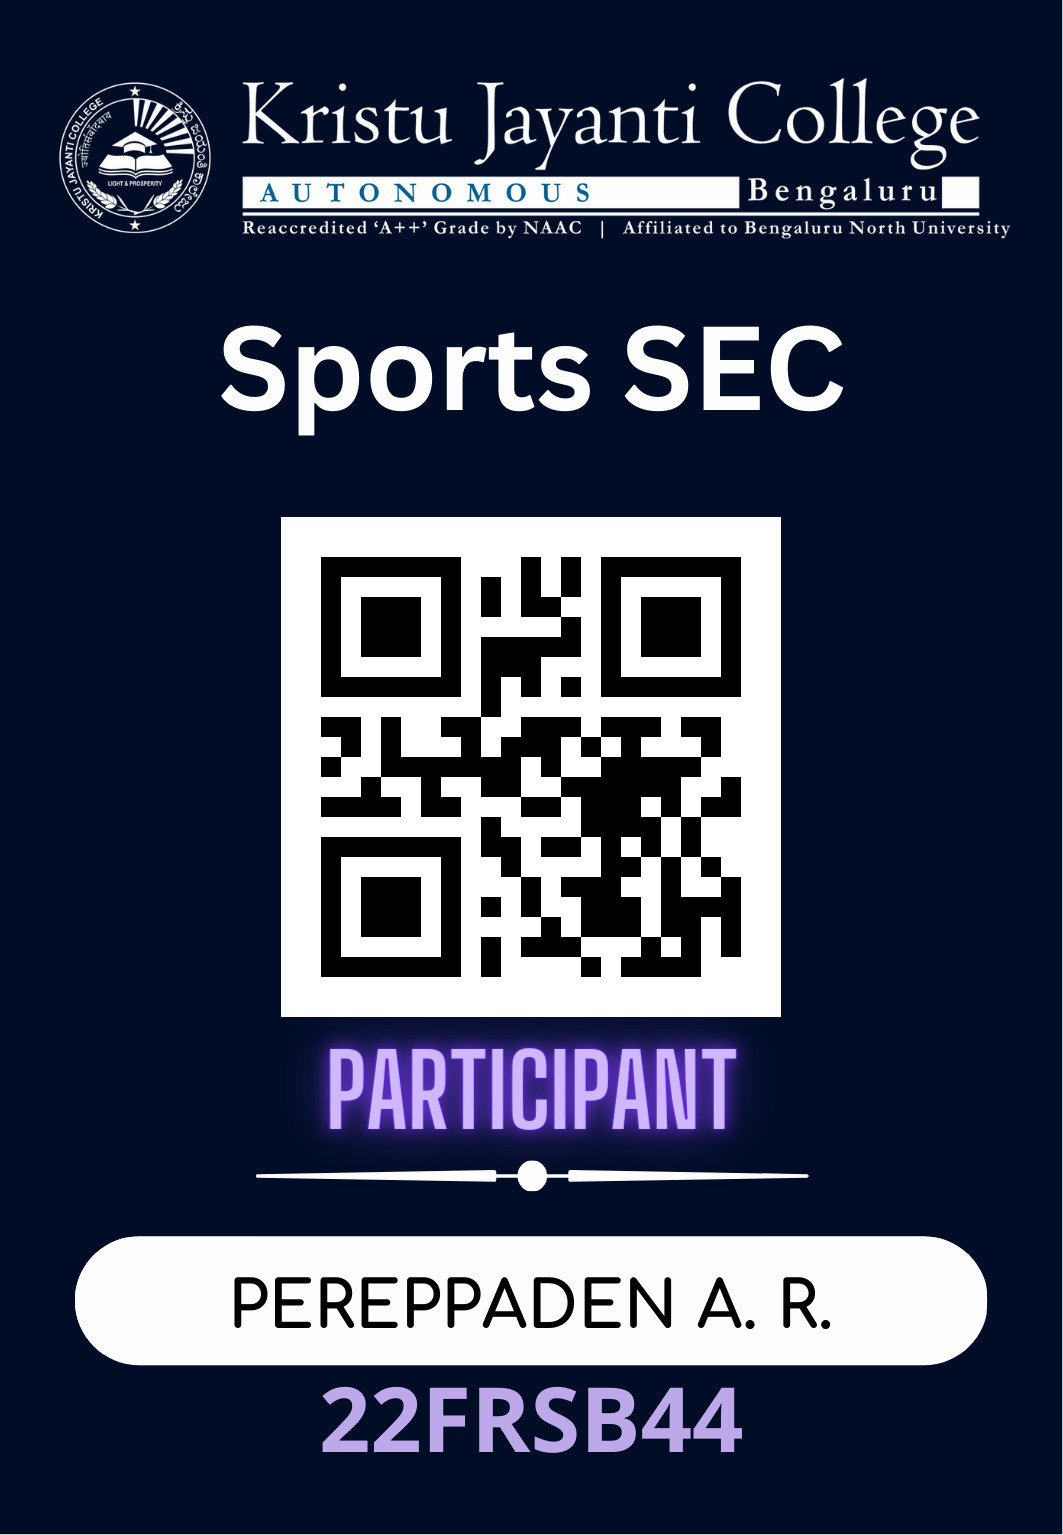 Kristu Jayanti College
AUTONOMOUS Bengaluru
Reaccredited ‘A++’ Grade by NAAC | Affiliated to Bengaluru North University
KRISTU JAYANTI COLLEGE
LIGHT & PROSPERITY
Sports SEC
PARTICIPANT
PEREPPADEN A. R.
22FRSB44